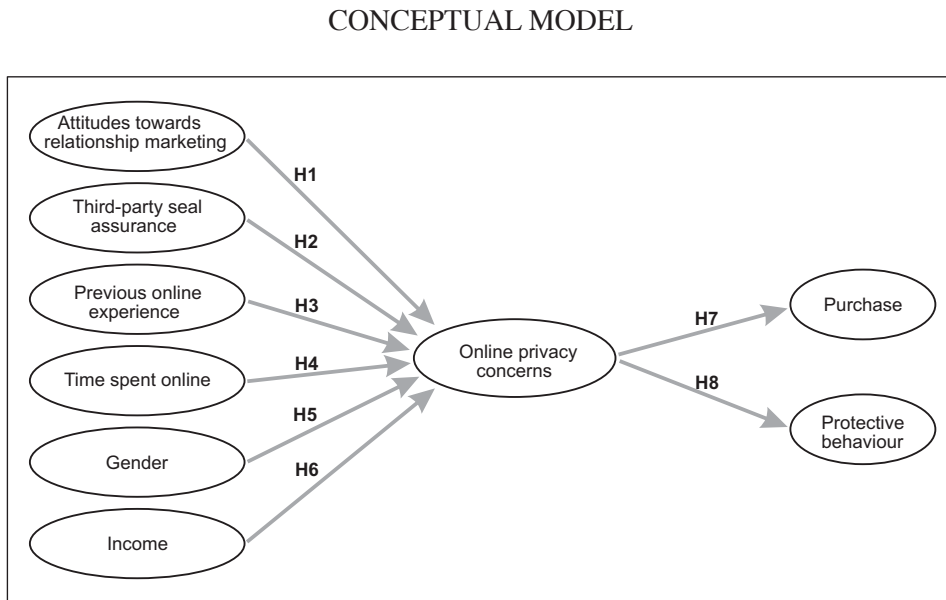 CONCEPTUAL MODEL
Attitudes towards
relationship marketing
H1
Third-party seal
assurance
H2
Previous online
experience
H3
Time spent online
H4
Gender
H5
Income
H6
Online privacy
concerns
H7
Purchase
H8
Protective
behaviour